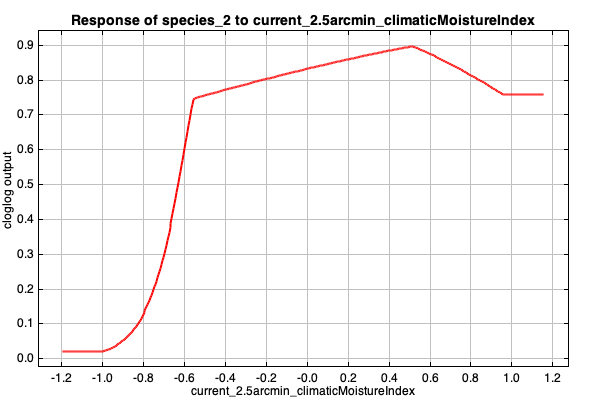 Response of species_2 to current_2.5arcmin_climaticMoistureIndex
0.9
0.8
0.7
0.6
0.5
0.4
0.3
0.2
0.1
0.0
cloglog output
-1.2 -1.0 -0.8 -0.6 -0.4 -0.2 -0.0 0.2 0.4 0.6 0.8 1.0 1.2
current_2.5arcmin_climaticMoistureIndex